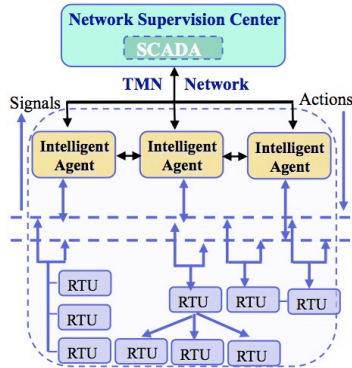 Network Supervision Center
SCADA
TMN Network
Signals
Actions
Intelligent
Agent
Intelligent
Agent
Intelligent
Agent
RTU
RTU
RTU
RTU
RTU
RTU
RTU
RTU
RTU